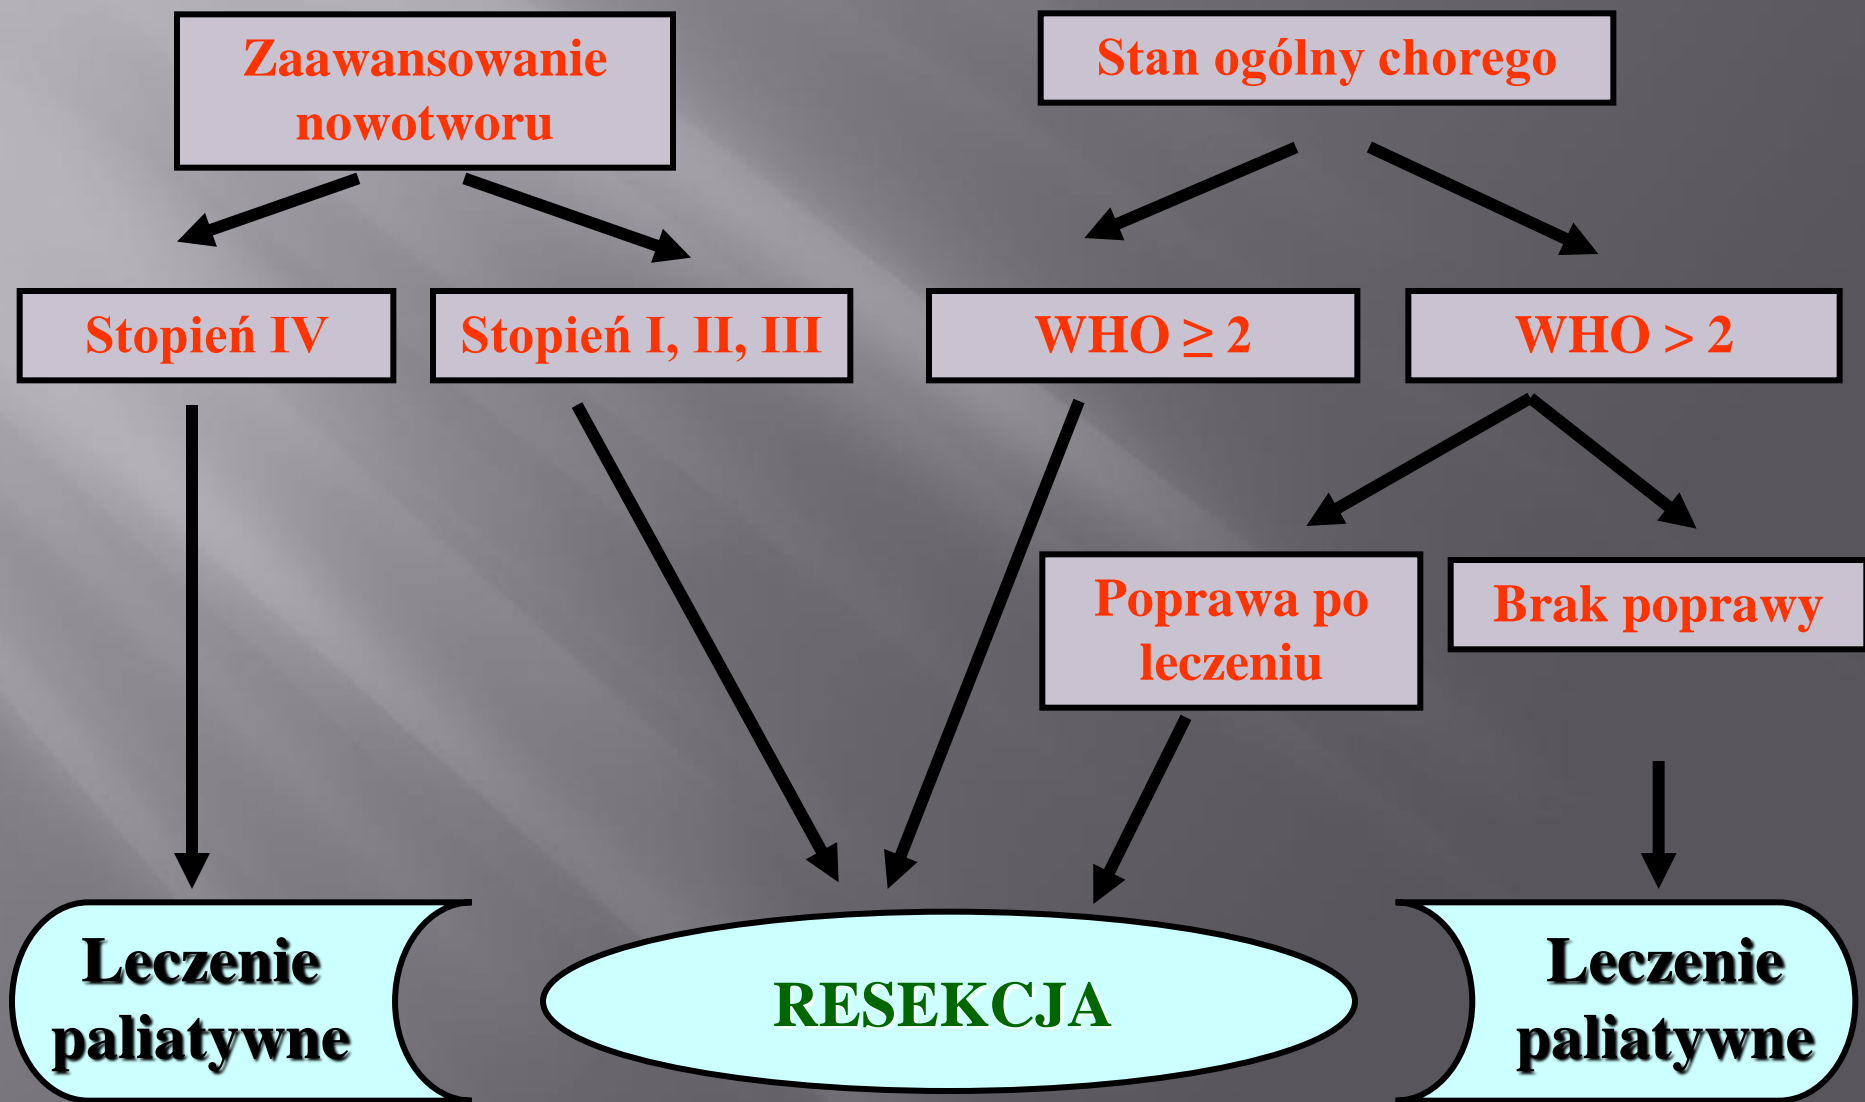 Zaawansowanie
nowotworu
Stan ogólny chorego
Stopień IV
Stopień I, II, III
WHO ≥ 2
WHO > 2
Poprawa po
leczeniu
Brak poprawy
Leczenie
paliatywne
RESEKCJA
Leczenie
paliatywne